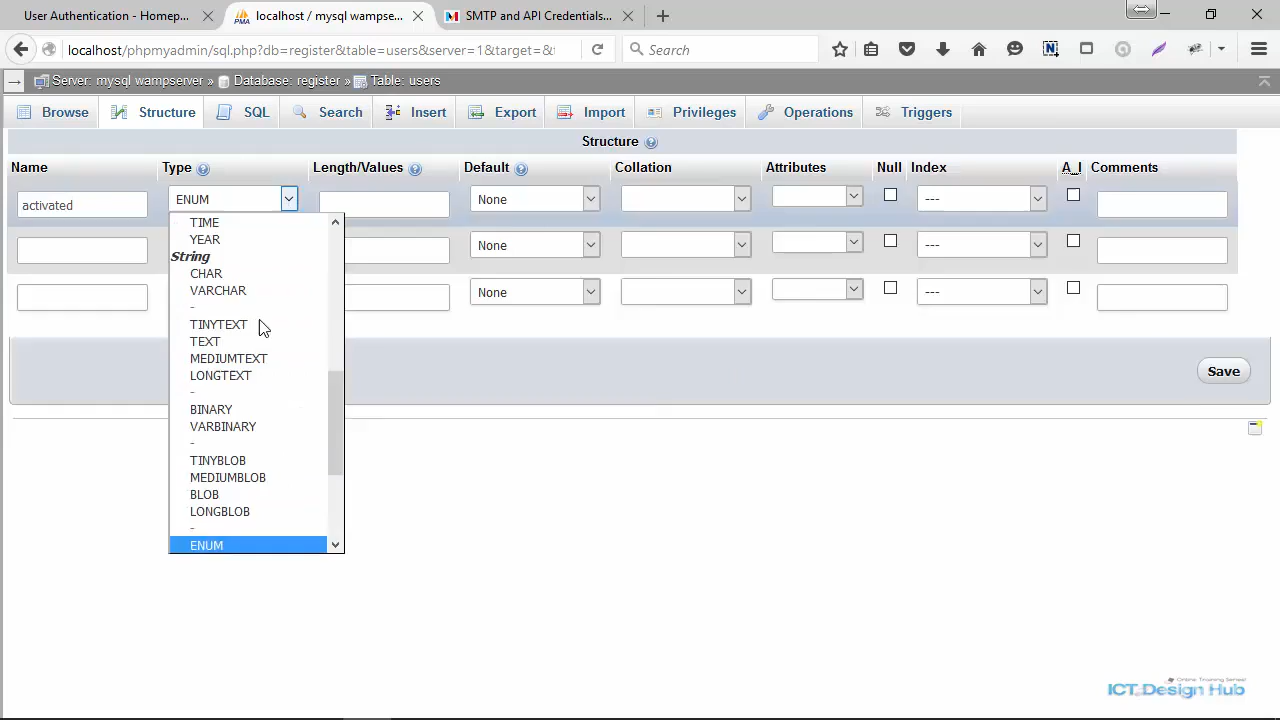 User Authentication - Homep...
localhost / mysql wampse...
SMTP and API Credentials...
localhost/phpmyadmin/sql.php?db=register&table=users&server=1&target=&t
Search
Server: mysql wampserver » Database: register » Table: users
Browse Structure SQL Search Insert Export Import Privileges Operations Triggers
Structure
Name Type Length/Values Default Collation Attributes Null Index A_I Comments
activated ENUM None ---
None ---
None ---
TIME
YEAR
String
CHAR
VARCHAR
-
TINYTEXT
TEXT
MEDIUMTEXT
LONGTEXT
-
BINARY
VARBINARY
-
TINYBLOB
MEDIUMBLOB
BLOB
LONGBLOB
-
ENUM
Save
Online Training Series!
ICT Design Hub